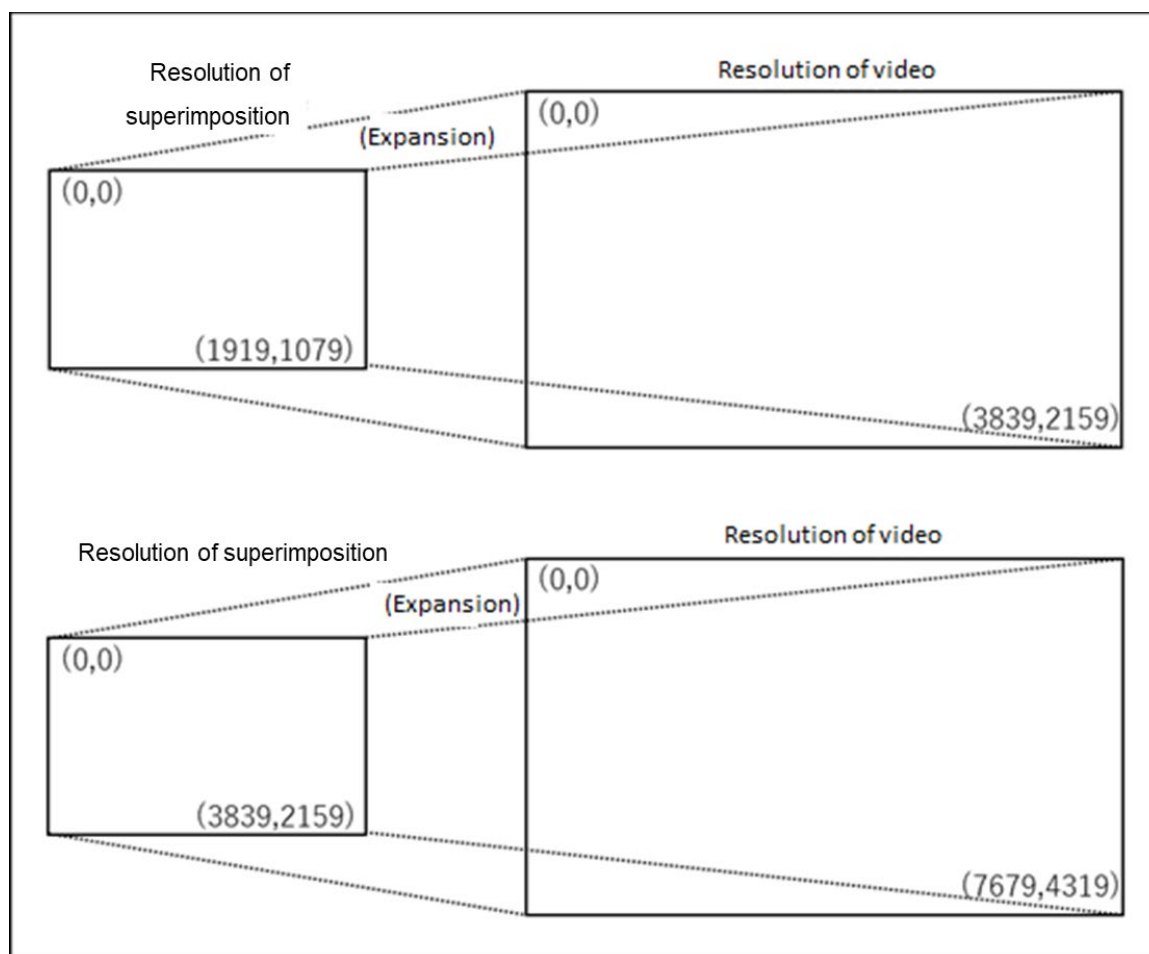 Resolution of
superimposition
Resolution of video
(Expansion)
(0,0)
(0,0)
(1919,1079)
(3839,2159)
Resolution of superimposition
Resolution of video
(Expansion)
(0,0)
(0,0)
(3839,2159)
(7679,4319)